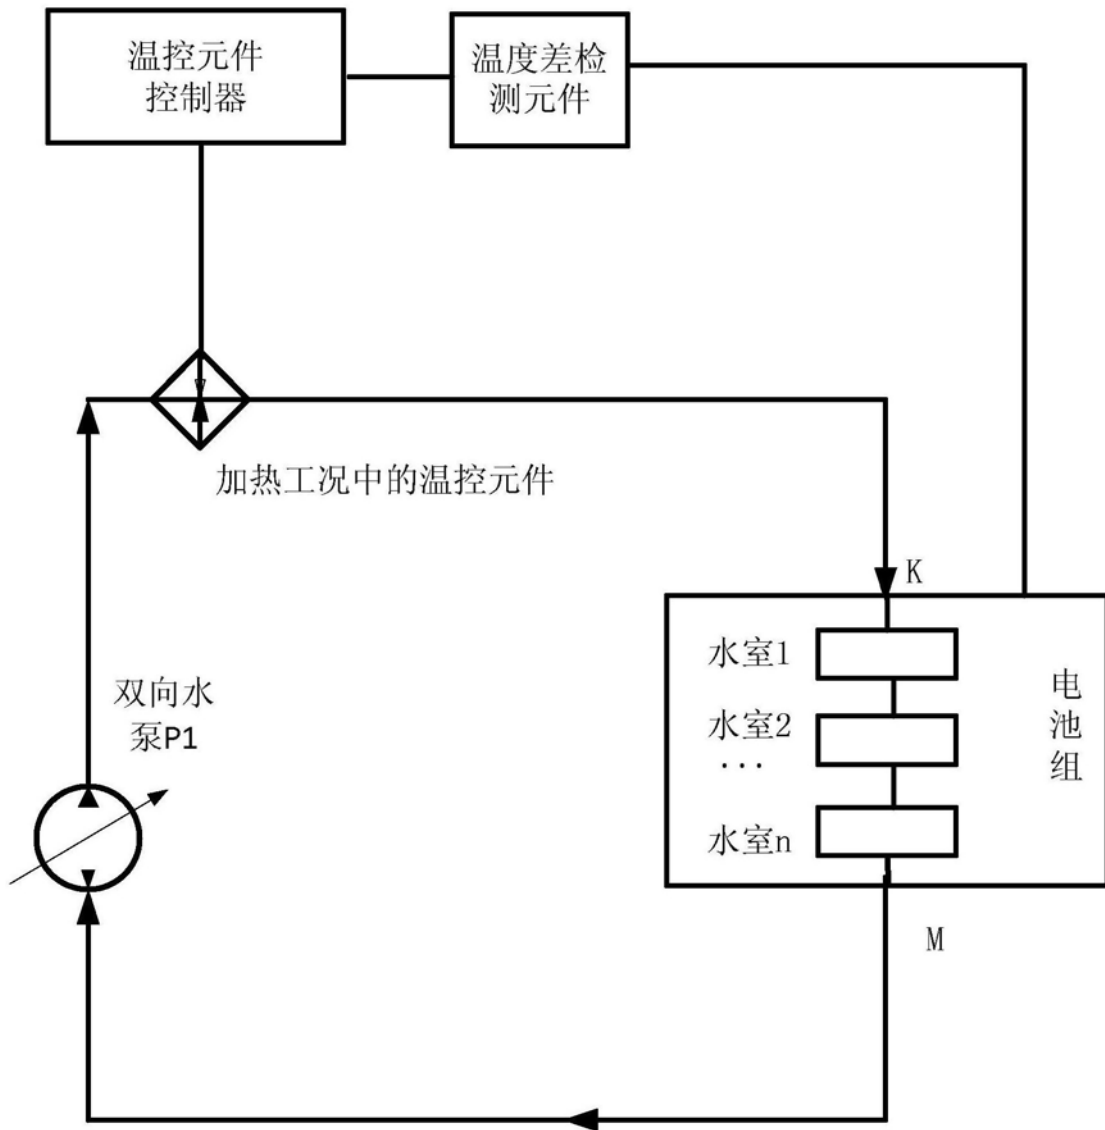 温控元件
控制器
温度差检
测元件
加热工况中的温控元件
K
水室1
水室2
...
水室n
电
池
组
双向水
泵P1
M